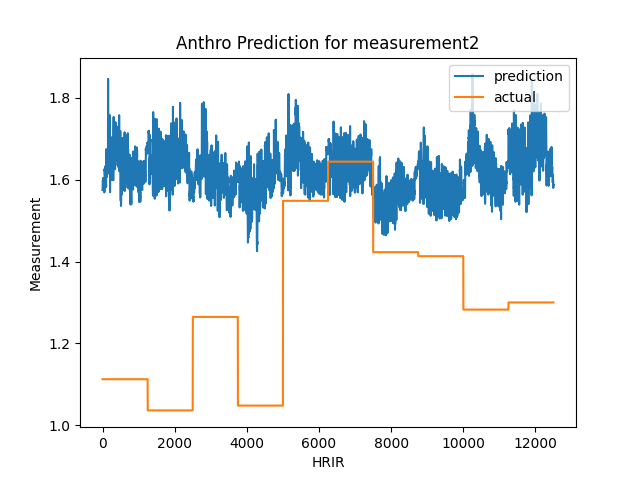 Anthro Prediction for measurement2
prediction
actual
Measurement
1.8
1.6
1.4
1.2
1.0
0 2000 4000 6000 8000 10000 12000
HRIR